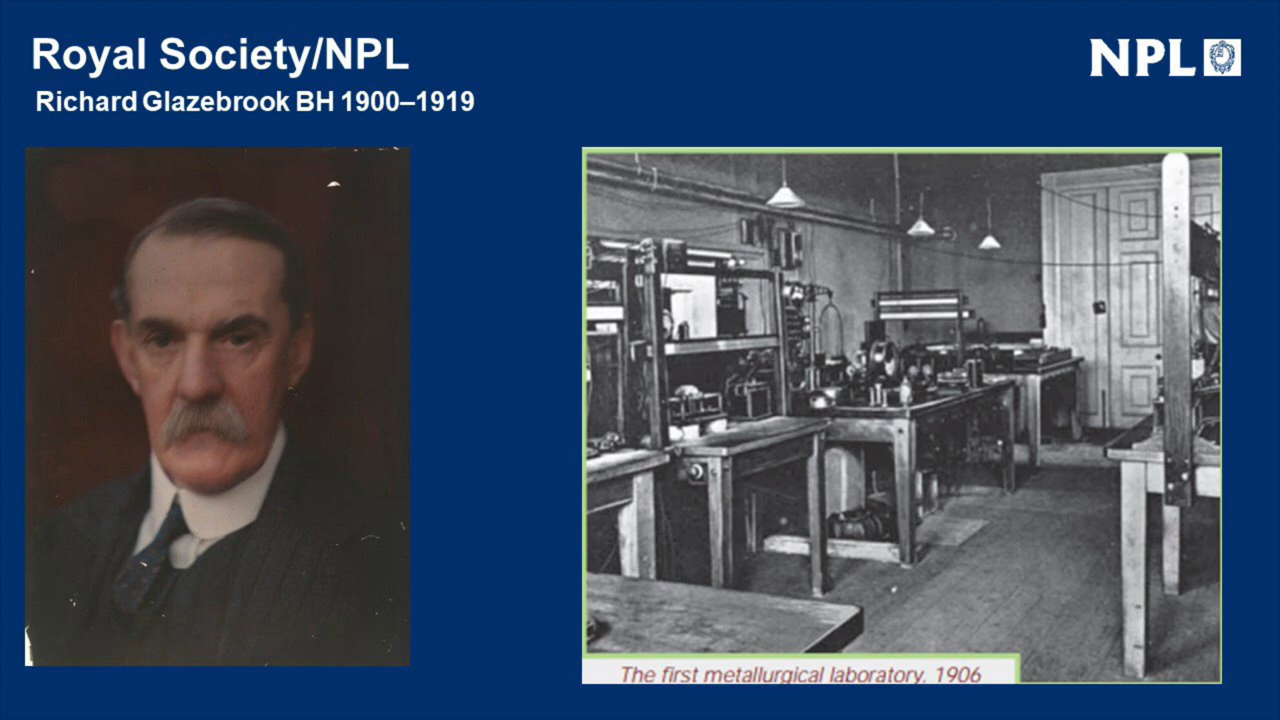 Royal Society/NPL
NPL
Richard Glazebrook BH 1900–1919
The first metallurgical laboratory, 1906